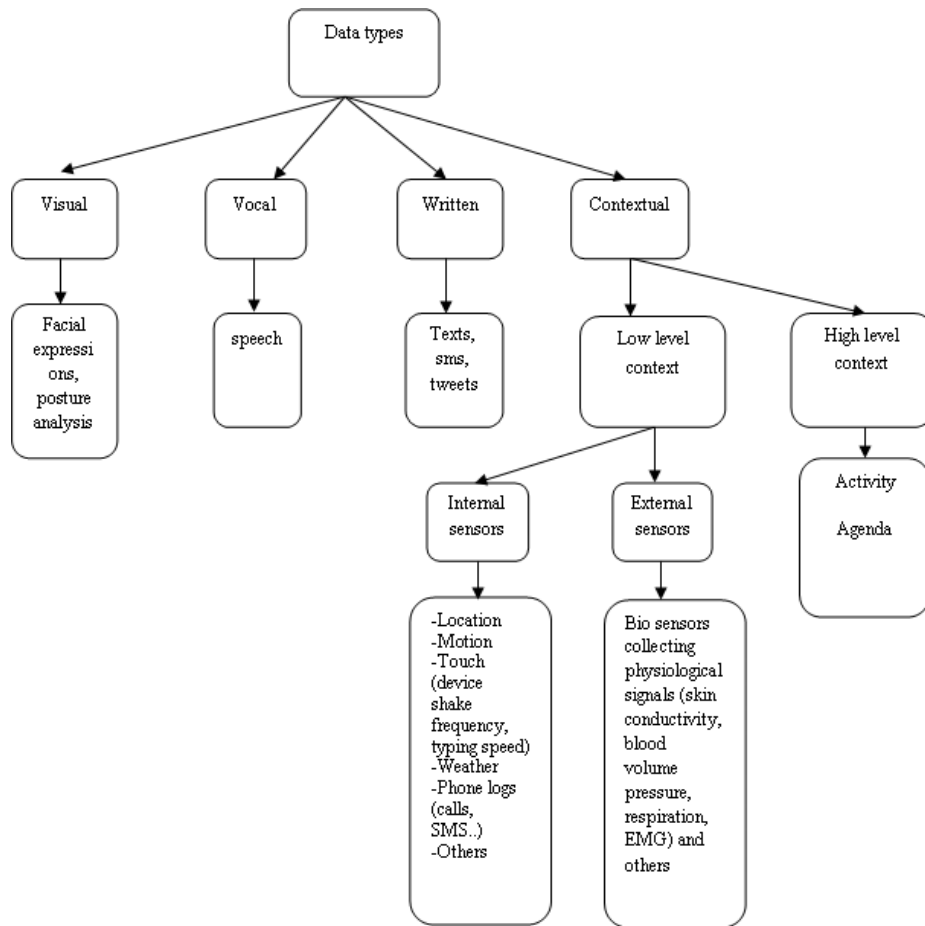 Data types
Visual
Vocal
Written
Contextual
Facial
expressi
ons,
posture
analysis
speech
Texts,
sms,
tweets
Low level
context
High level
context
Internal
sensors
External
sensors
Activity
Agenda
-Location
-Motion
-Touch
(device
shake
frequency,
typing speed)
-Weather
-Phone logs
(calls,
SMS..)
-Others
Bio sensors
collecting
physiological
signals (skin
conductivity,
blood
volume
pressure,
respiration,
EMG) and
others